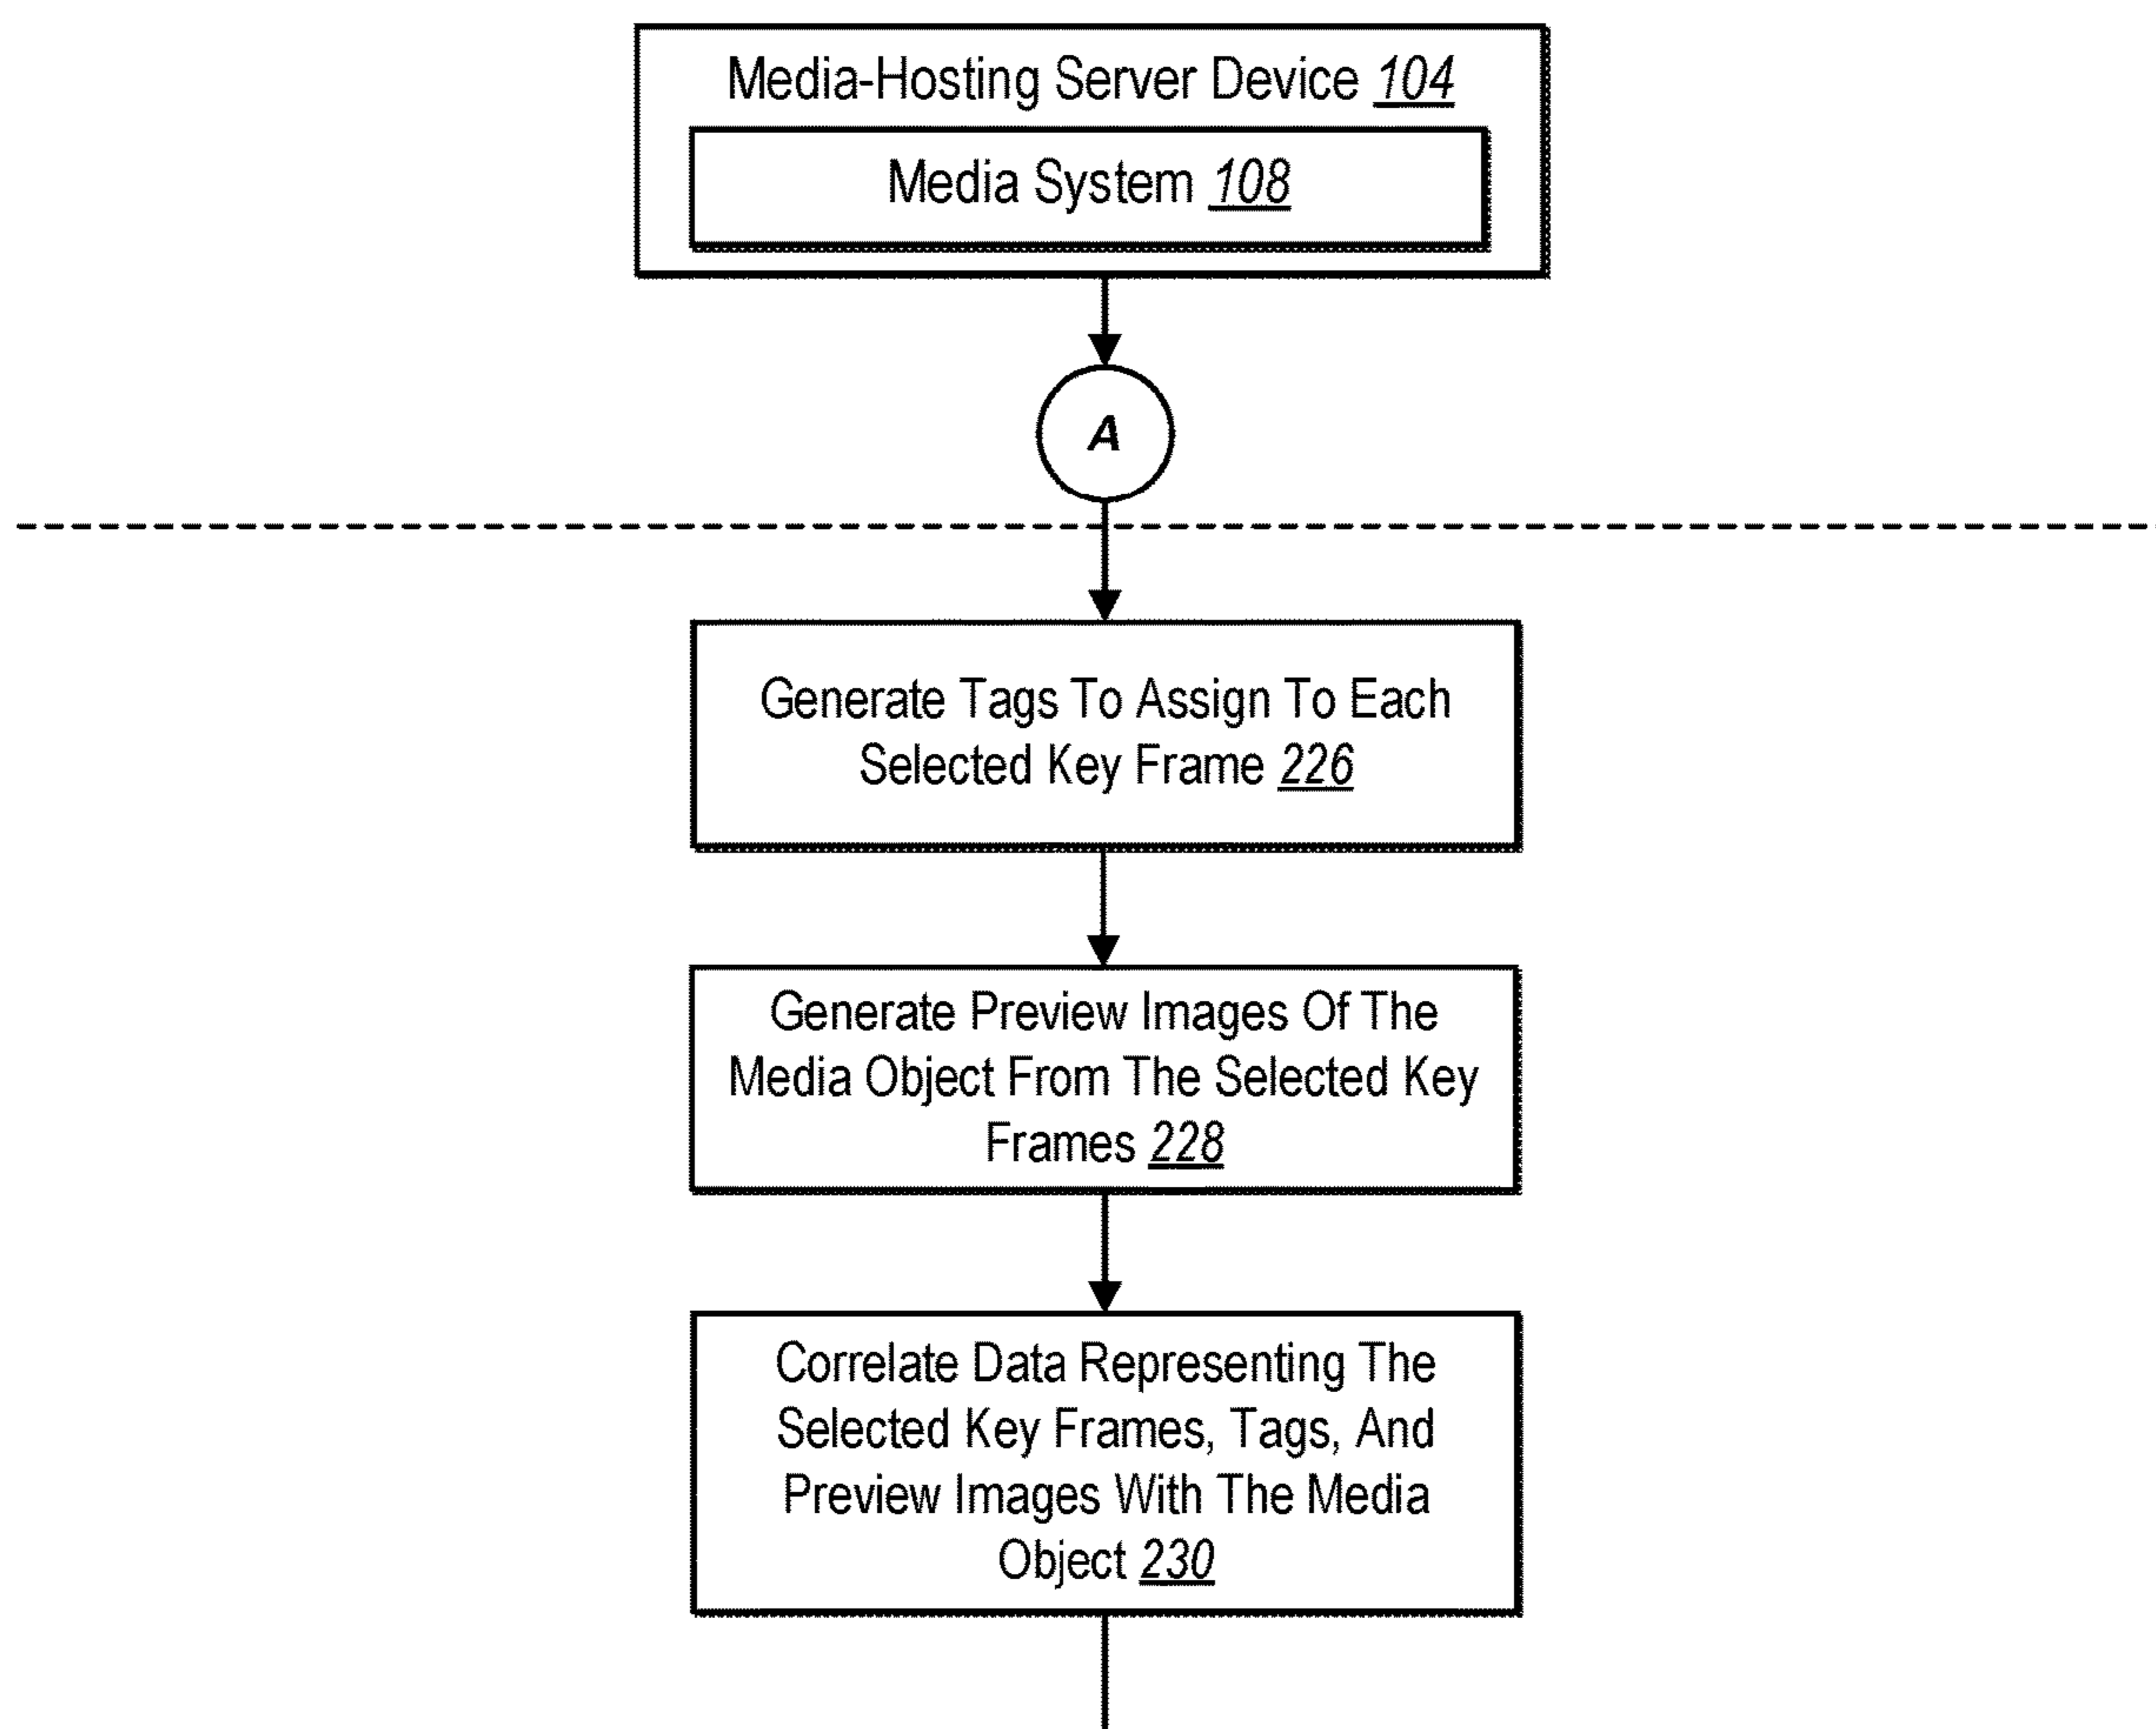 Media-Hosting Server Device 104
Media System 108
A
Generate Tags To Assign To Each
Selected Key Frame 226
Generate Preview Images Of The
Media Object From The Selected Key
Frames 228
Correlate Data Representing The
Selected Key Frames, Tags, And
Preview Images With The Media
Object 230